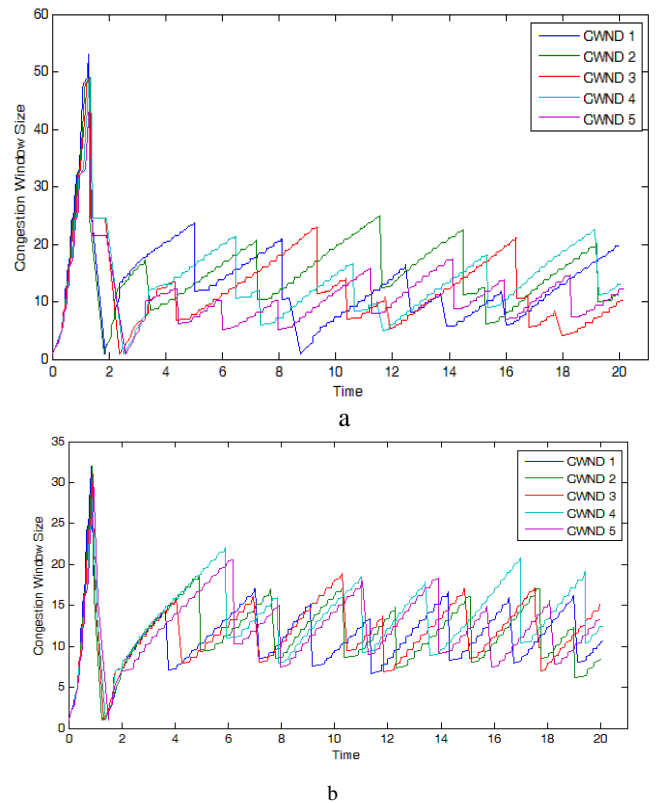 60
50
40
30
20
10
0
Congestion Window Size
CWND 1
CWND 2
CWND 3
CWND 4
CWND 5
0 2 4 6 8 10 12 14 16 18 20
Time
a
35
30
25
20
15
10
5
0
Congestion Window Size
CWND 1
CWND 2
CWND 3
CWND 4
CWND 5
0 2 4 6 8 10 12 14 16 18 20
Time
b